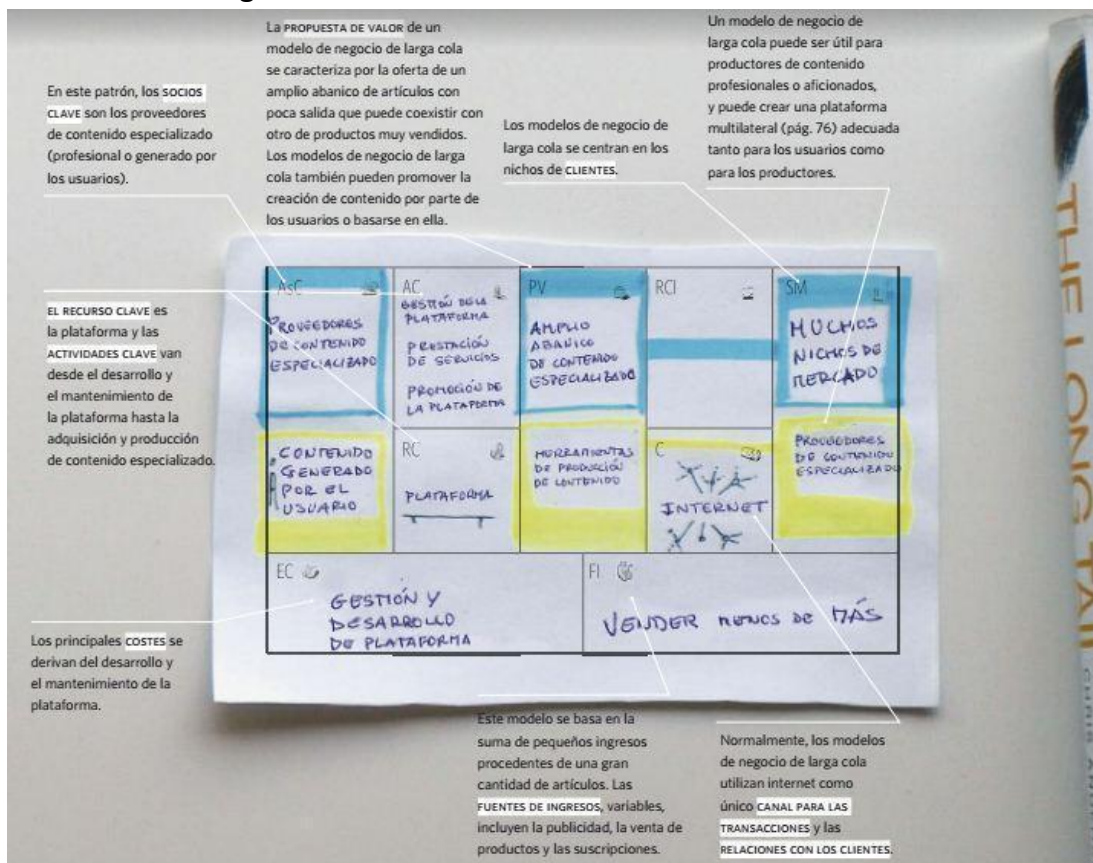 La PROPUESTA DE VALOR de un
modelo de negocio de larga cola
se caracteriza por la oferta de un
amplio abanico de artículos con
poca salida que puede coexistir con
otro de productos muy vendidos.
Los modelos de negocio de larga
cola también pueden promover la
creación de contenido por parte de
los usuarios o basarse en ella.
Un modelo de negocio de
larga cola puede ser útil para
productores de contenido
profesionales o aficionados,
y puede crear una plataforma
multilateral (pág. 76) adecuada
tanto para los usuarios como
para los productores.
En este patrón, los SOCIOS
CLAVE son los proveedores
de contenido especializado
(profesional o generado por
los usuarios).
Los modelos de negocio de
larga cola se centran en los
nichos de CLIENTES.
EL RECURSO CLAVE es
la plataforma y las
ACTIVIDADES CLAVE van
desde el desarrollo y
el mantenimiento de
la plataforma hasta la
adquisición y producción
de contenido especializado.
AsC
PROVEEDORES
DE CONTENIDO
ESPECIALIZADO
CONTENIDO
GENERADO
POR EL
USUARIO
AC
GESTIÓN DE LA
PLATAFORMA
PRESTACIÓN
DE SERVICIOS
PROMOCIÓN DE
LA PLATAFORMA
RC
PLATAFORMA
PV
AMPLIO
ABANICO
DE CONTENIDO
ESPECIALIZADO
HERRAMIENTAS
DE PRODUCCIÓN
DE CONTENIDO
RCl
C
INTERNET
SM
MUCHOS
NICHOS DE
MERCADO
PROVEEDORES
DE CONTENIDO
ESPECIALIZADO
EC
GESTIÓN Y
DESARROLLO
DE PLATAFORMA
FI
VENDER MENOS DE MÁS
Los principales COSTES se
derivan del desarrollo y
el mantenimiento de la
plataforma.
Este modelo se basa en la
suma de pequeños ingresos
procedentes de una gran
cantidad de artículos. Las
FUENTES DE INGRESOS, variables,
incluyen la publicidad, la venta de
productos y las suscripciones.
Normalmente, los modelos
de negocio de larga cola
utilizan internet como
único CANAL PARA LAS
TRANSACCIONES y las
RELACIONES CON LOS CLIENTES.
THE LONG TAIL
CHRIS